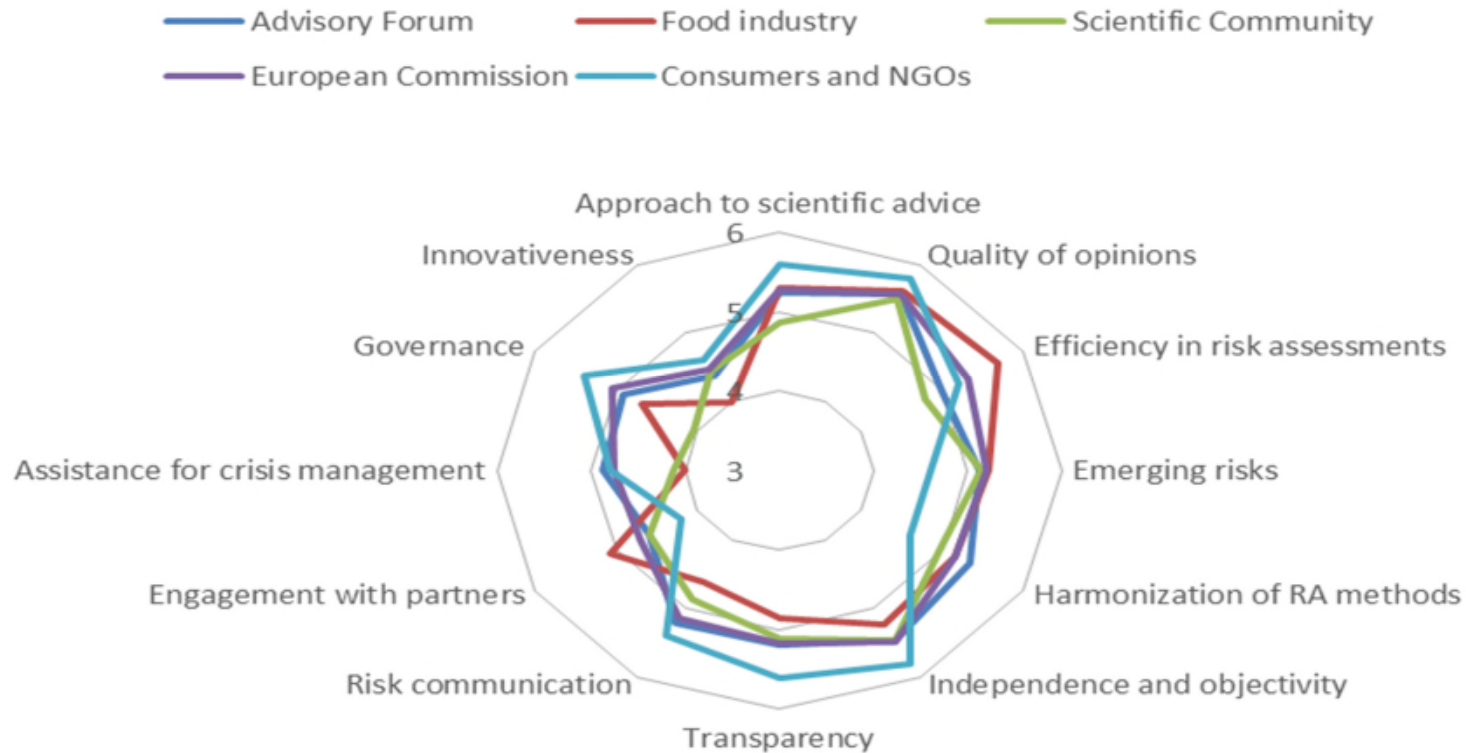 Advisory Forum Food industry Scientific Community
European Commission Consumers and NGOs
Approach to scientific advice
6
Innovativeness Quality of opinions
5
Governance Efficiency in risk assessments
4
Assistance for crisis management 3 Emerging risks
Engagement with partners Harmonization of RA methods
Risk communication Independence and objectivity
Transparency